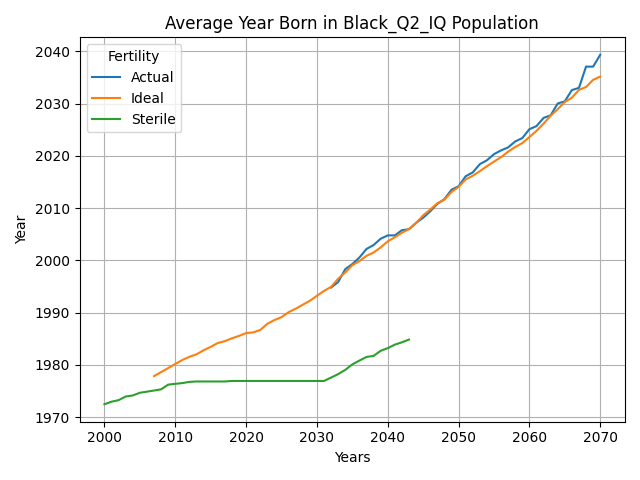 Average Year Born in Black_Q2_IQ Population
Fertility
Actual
Ideal
Sterile
2040
2030
2020
2010
2000
1990
1980
1970
Year
2000 2010 2020 2030 2040 2050 2060 2070
Years